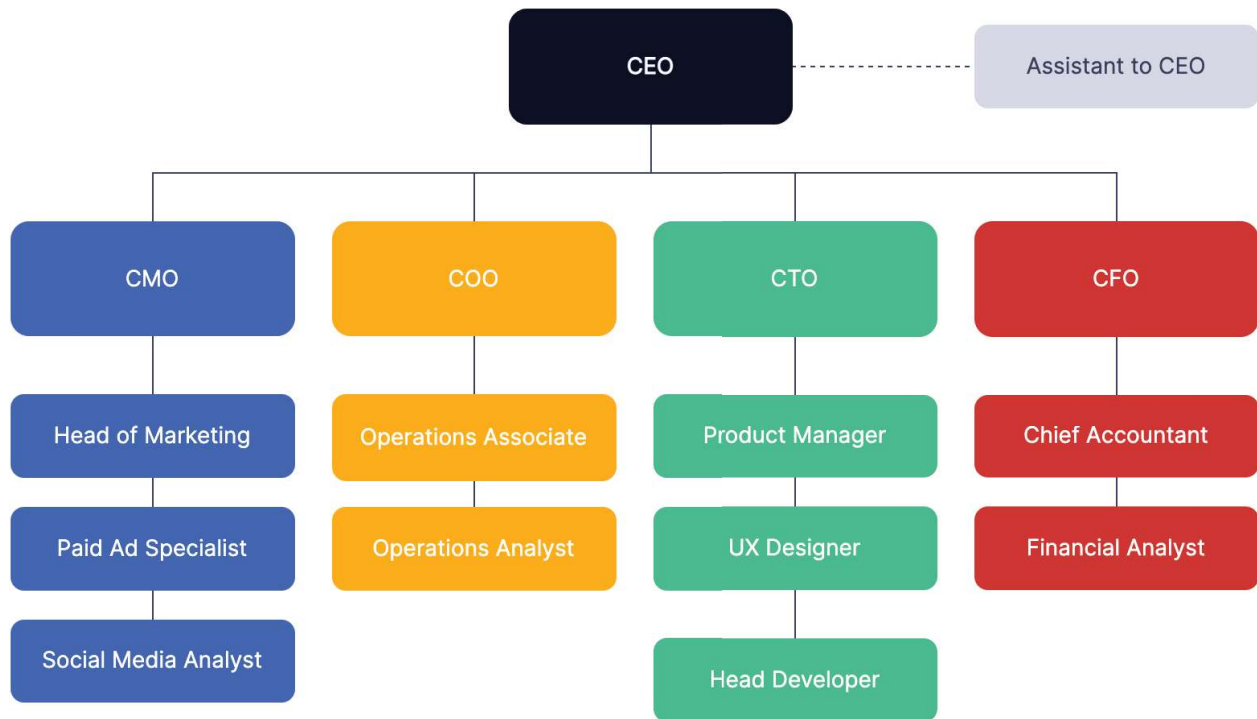 CEO
Assistant to CEO
CMO
COO
CTO
CFO
Head of Marketing
Operations Associate
Product Manager
Chief Accountant
Paid Ad Specialist
Operations Analyst
UX Designer
Financial Analyst
Social Media Analyst
Head Developer